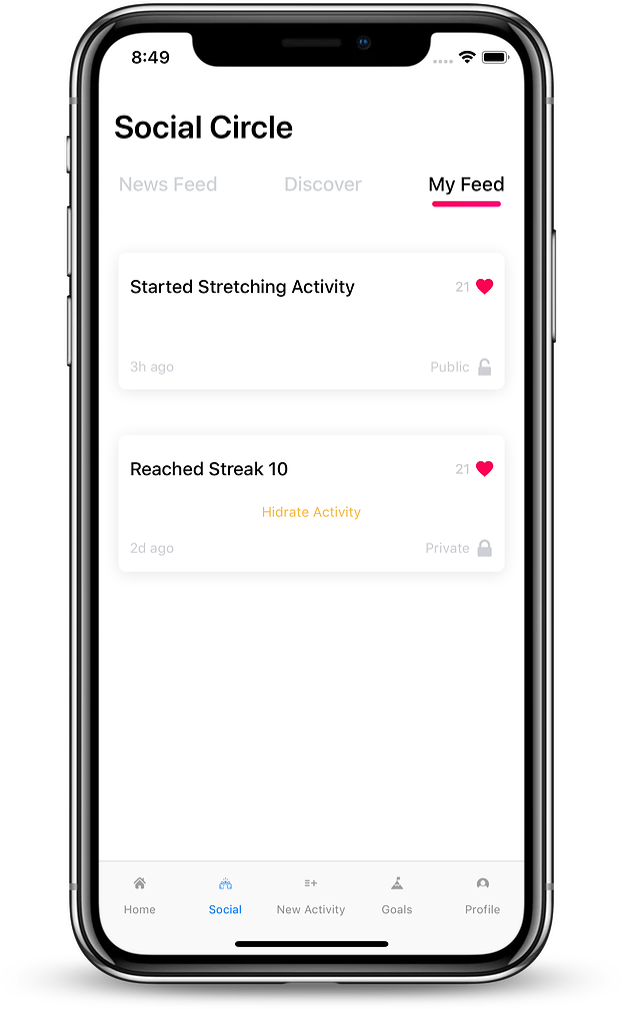 8:49
Social Circle
News Feed Discover My Feed
Started Stretching Activity 21
3h ago Public
Reached Streak 10 21
Hidrate Activity
2d ago Private
Home Social New Activity Goals Profile